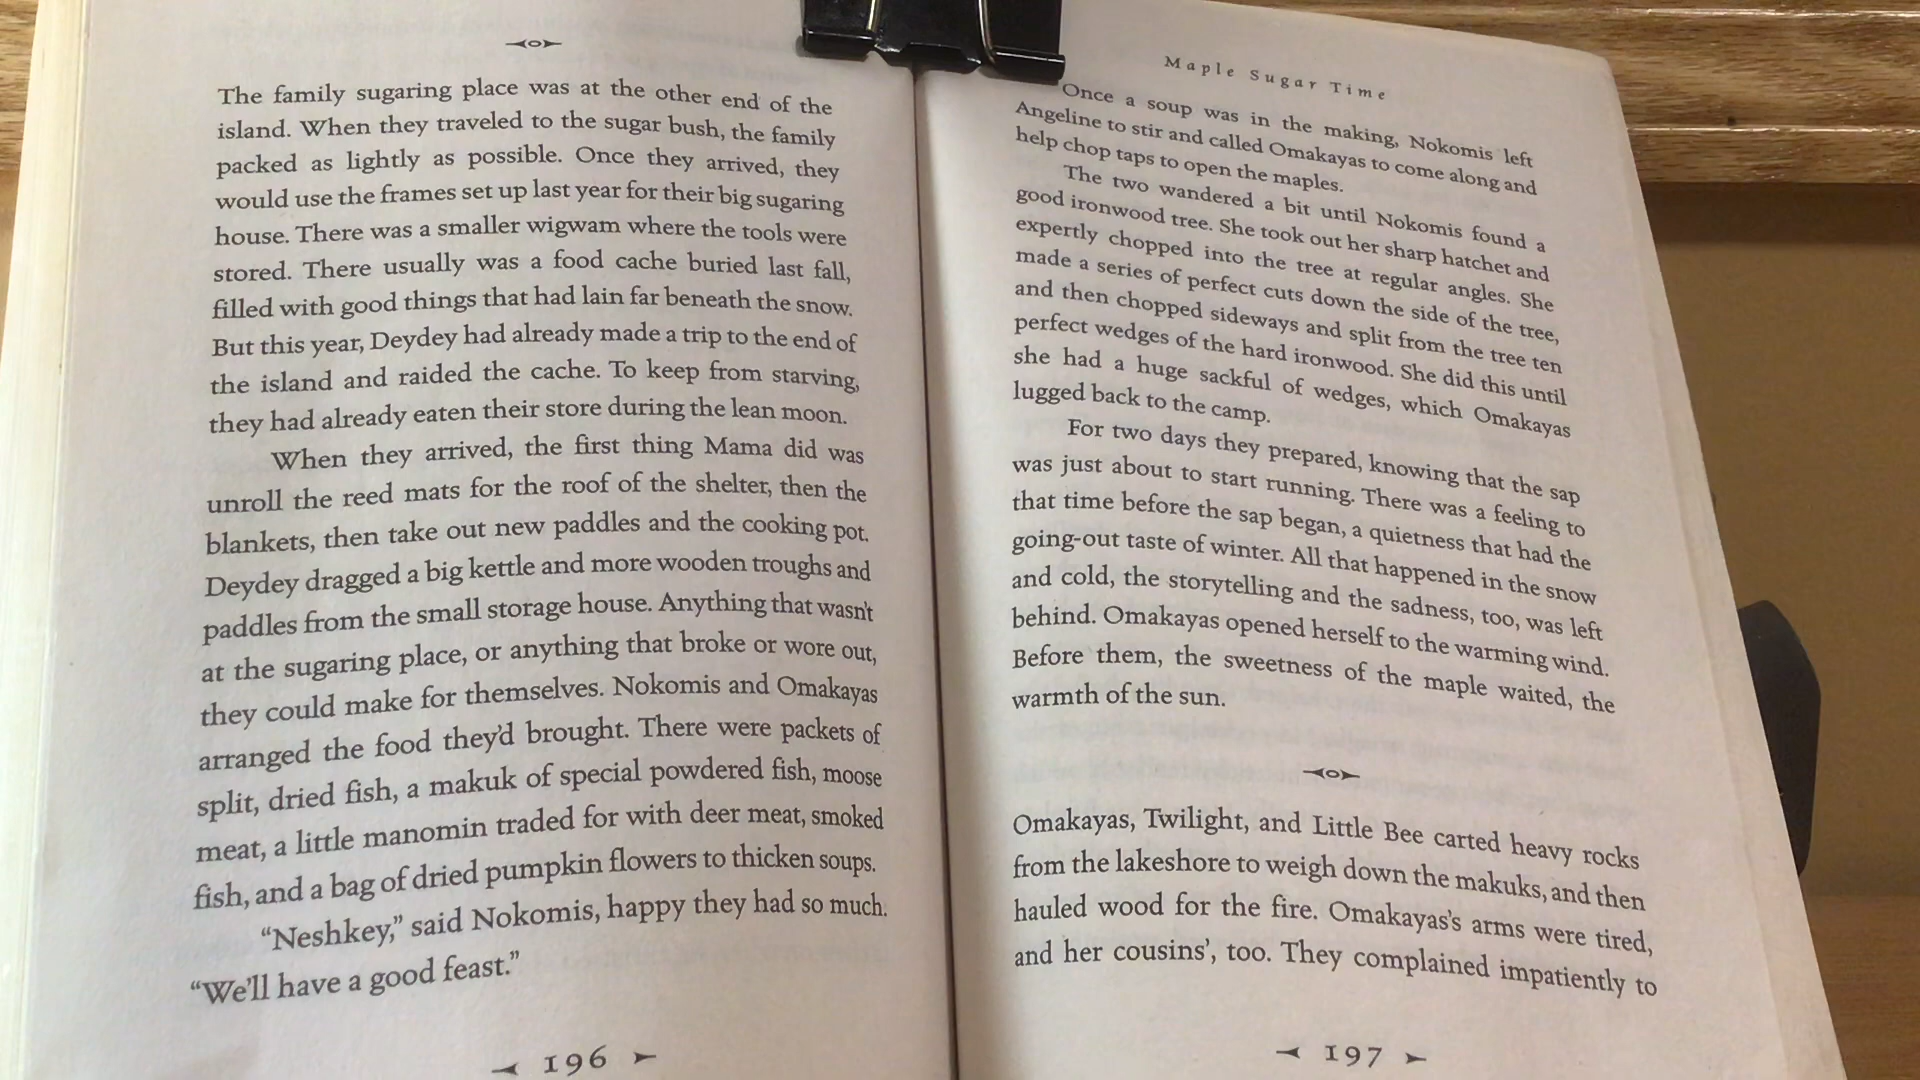 The family sugaring place was at the other end of the
island. When they traveled to the sugar bush, the family
packed as lightly as possible. Once they arrived, they
would use the frames set up last year for their big sugaring
house. There was a smaller wigwam where the tools were
stored. There usually was a food cache buried last fall,
filled with good things that had lain far beneath the snow.
But this year, Deydey had already made a trip to the end of
the island and raided the cache. To keep from starving,
they had already eaten their store during the lean moon.
When they arrived, the first thing Mama did was
unroll the reed mats for the roof of the shelter, then the
blankets, then take out new paddles and the cooking pot.
Deydey dragged a big kettle and more wooden troughs and
paddles from the small storage house. Anything that wasn't
at the sugaring place, or anything that broke or wore out,
they could make for themselves. Nokomis and Omakayas
arranged the food they'd brought. There were packets of
split, dried fish, a makuk of special powdered fish, moose
meat, a little manomin traded for with deer meat, smoked
fish, and a bag of dried pumpkin flowers to thicken soups.
“Neshkey,” said Nokomis, happy they had so much.
“We'll have a good feast.”
196
Maple Sugar Time
Once a soup was in the making, Nokomis left
Angeline to stir and called Omakayas to come along and
help chop taps to open the maples.
The two wandered a bit until Nokomis found a
good ironwood tree. She took out her sharp hatchet and
expertly chopped into the tree at regular angles. She
made a series of perfect cuts down the side of the tree,
and then chopped sideways and split from the tree ten
perfect wedges of the hard ironwood. She did this until
she had a huge sackful of wedges, which Omakayas
lugged back to the camp.
For two days they prepared, knowing that the sap
was just about to start running. There was a feeling to
that time before the sap began, a quietness that had the
going-out taste of winter. All that happened in the snow
and cold, the storytelling and the sadness, too, was left
behind. Omakayas opened herself to the warming wind.
Before them, the sweetness of the maple waited, the
warmth of the sun.
Omakayas, Twilight, and Little Bee carted heavy rocks
from the lakeshore to weigh down the makuks, and then
hauled wood for the fire. Omakayas's arms were tired,
and her cousins', too. They complained impatiently to
197